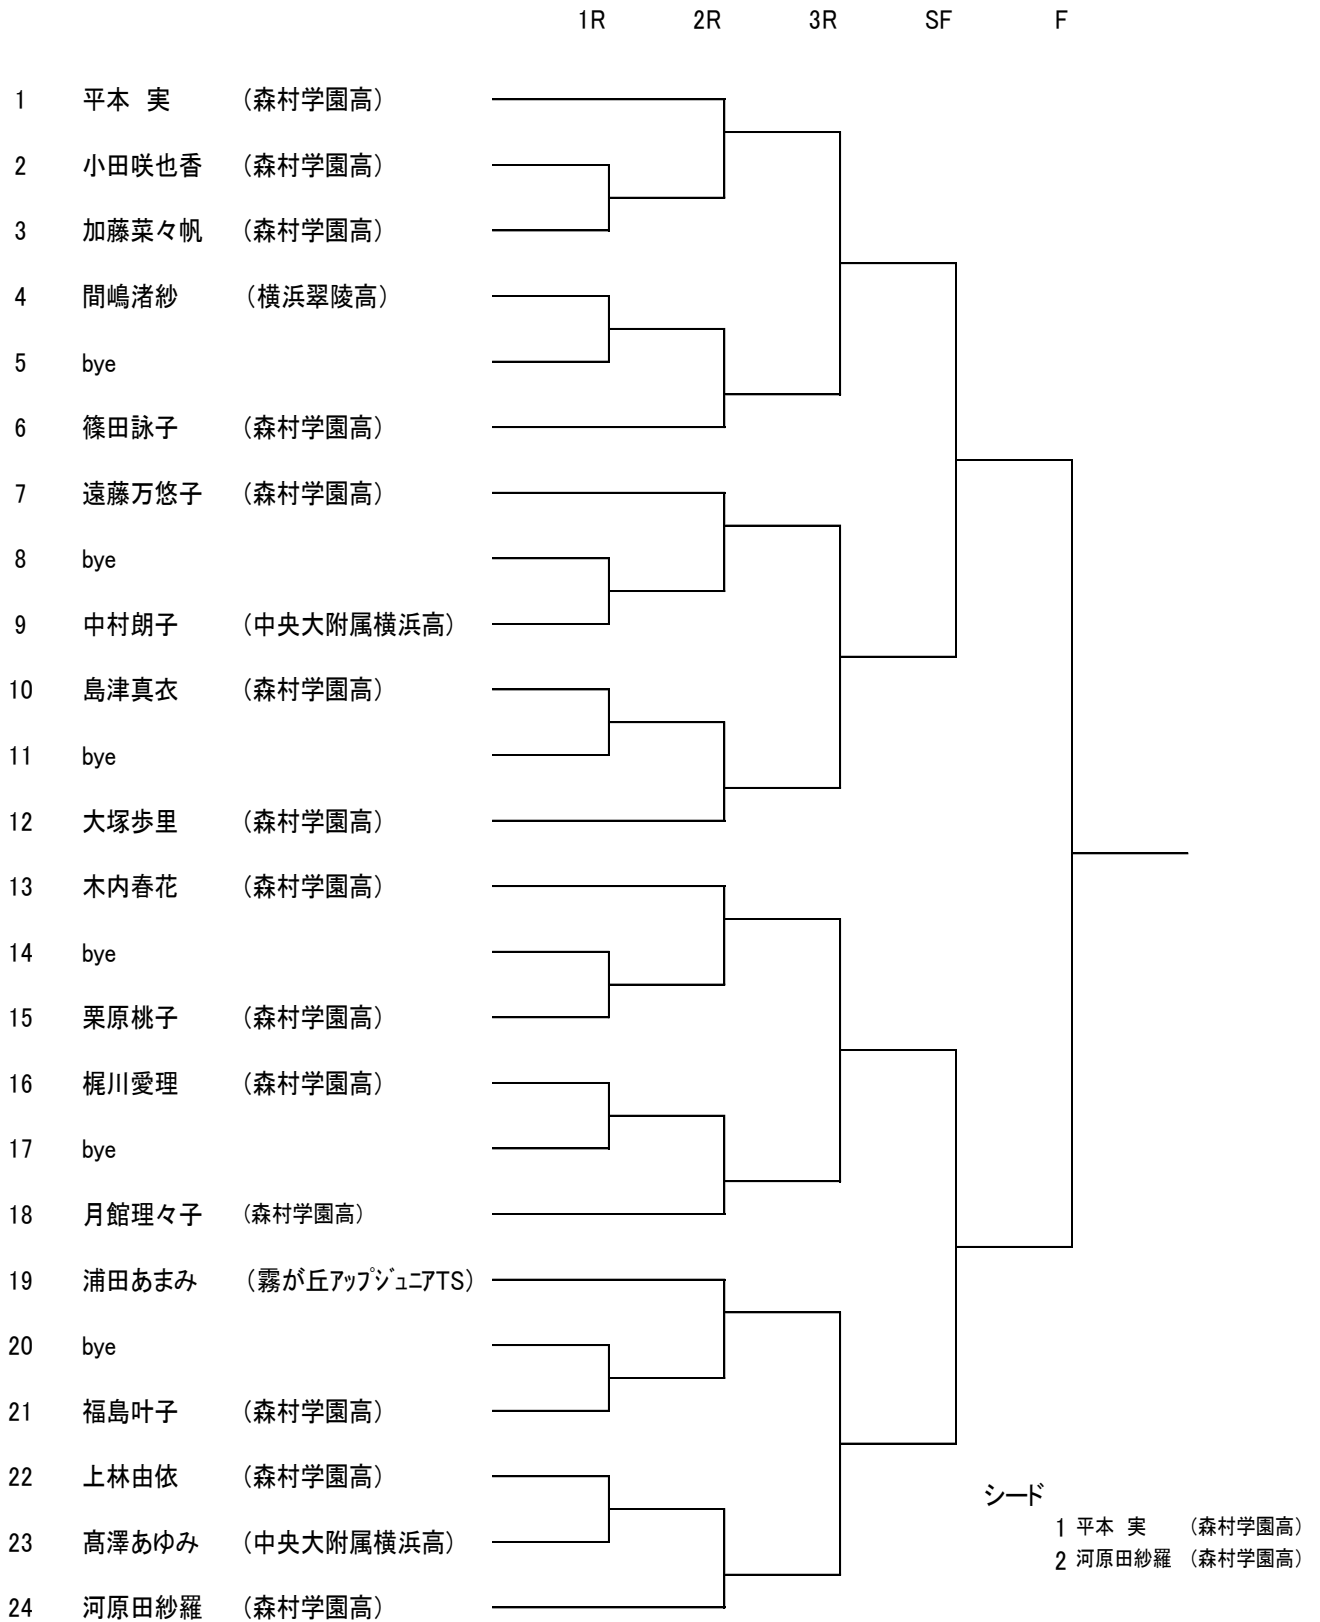 1R 2R 3R SF F
1 平本 実 (森村学園高)
2 小田咲也香 (森村学園高)
3 加藤菜々帆 (森村学園高)
4 間嶋渚紗 (横浜翠陵高)
5 bye
6 篠田詠子 (森村学園高)
7 遠藤万悠子 (森村学園高)
8 bye
9 中村朗子 (中央大附属横浜高)
10 島津真衣 (森村学園高)
11 bye
12 大塚歩里 (森村学園高)
13 木内春花 (森村学園高)
14 bye
15 栗原桃子 (森村学園高)
16 梶川愛理 (森村学園高)
17 bye
18 月館理々子 (森村学園高)
19 浦田あまみ (霧が丘アップジュニアTS)
20 bye
21 福島叶子 (森村学園高)
22 上林由依 (森村学園高)
23 髙澤あゆみ (中央大附属横浜高)
24 河原田紗羅 (森村学園高)
シード
1 平本 実 (森村学園高)
2 河原田紗羅 (森村学園高)